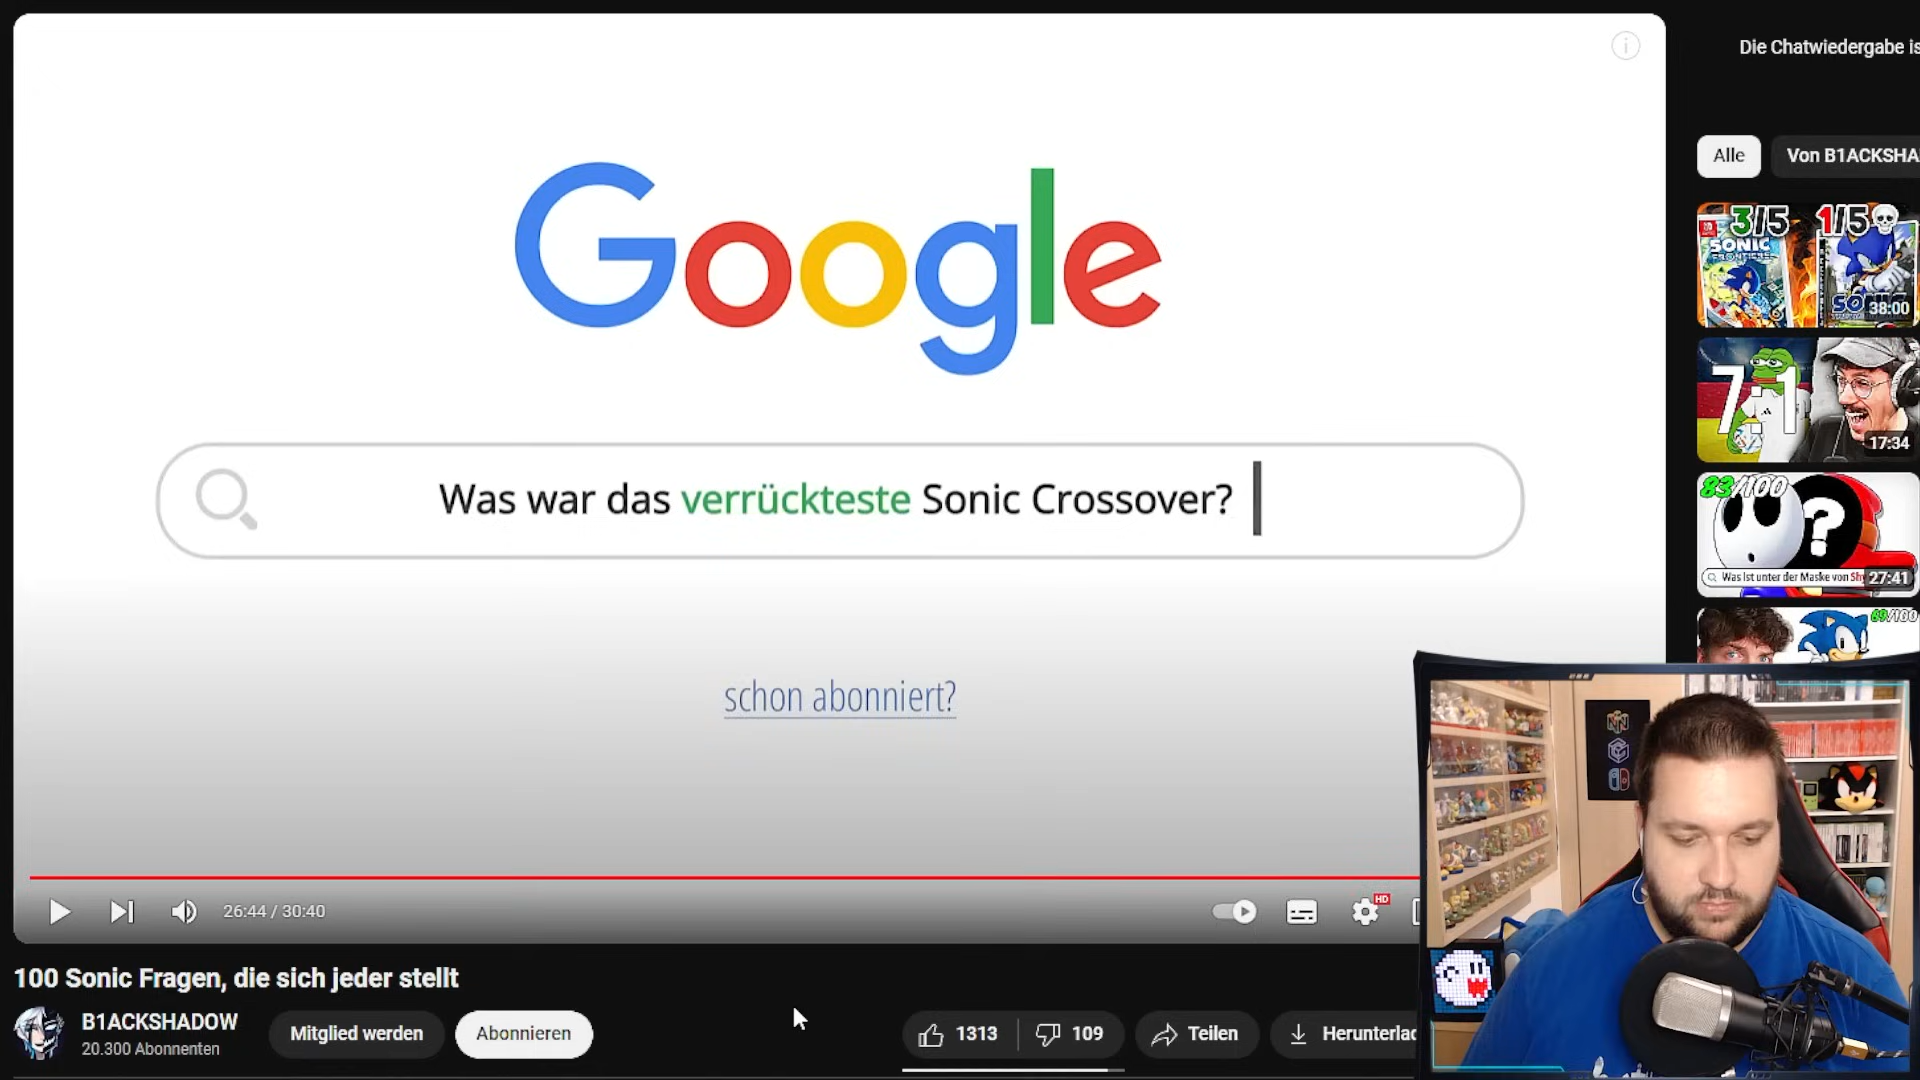 Die Chatwiedergabe is
Google
Was war das verrückteste Sonic Crossover?
schon abonniert?
Alle
Von B1ACKSHA
3/5
1/5
SONIC
FRONTIERS
38:00
7:1
17:34
83/100
?
Was ist unter der Maske von Sh
27:41
69/100
26:44 / 30:40
HD
100 Sonic Fragen, die sich jeder stellt
B1ACKSHADOW
20.300 Abonnenten
Mitglied werden
Abonnieren
1313
109
Teilen
Herunterlad